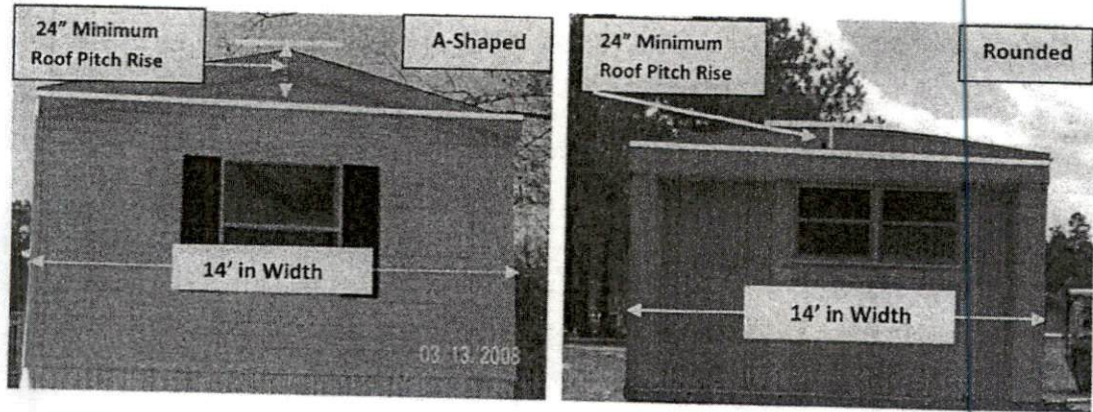 24" Minimum
Roof Pitch Rise
A-Shaped
14' in Width
03.13.2008
24" Minimum
Roof Pitch Rise
Rounded
14' in Width